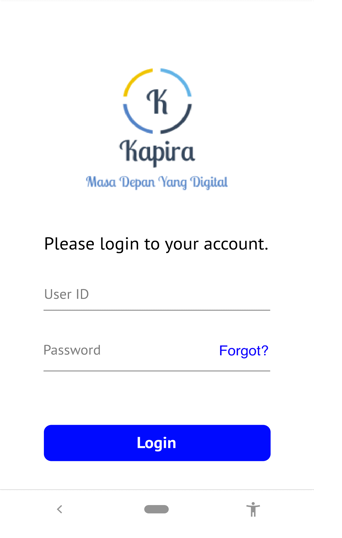 K
Kapira
Masa Depan Yang Digital
Please login to your account.
User ID
Password Forgot?
Login